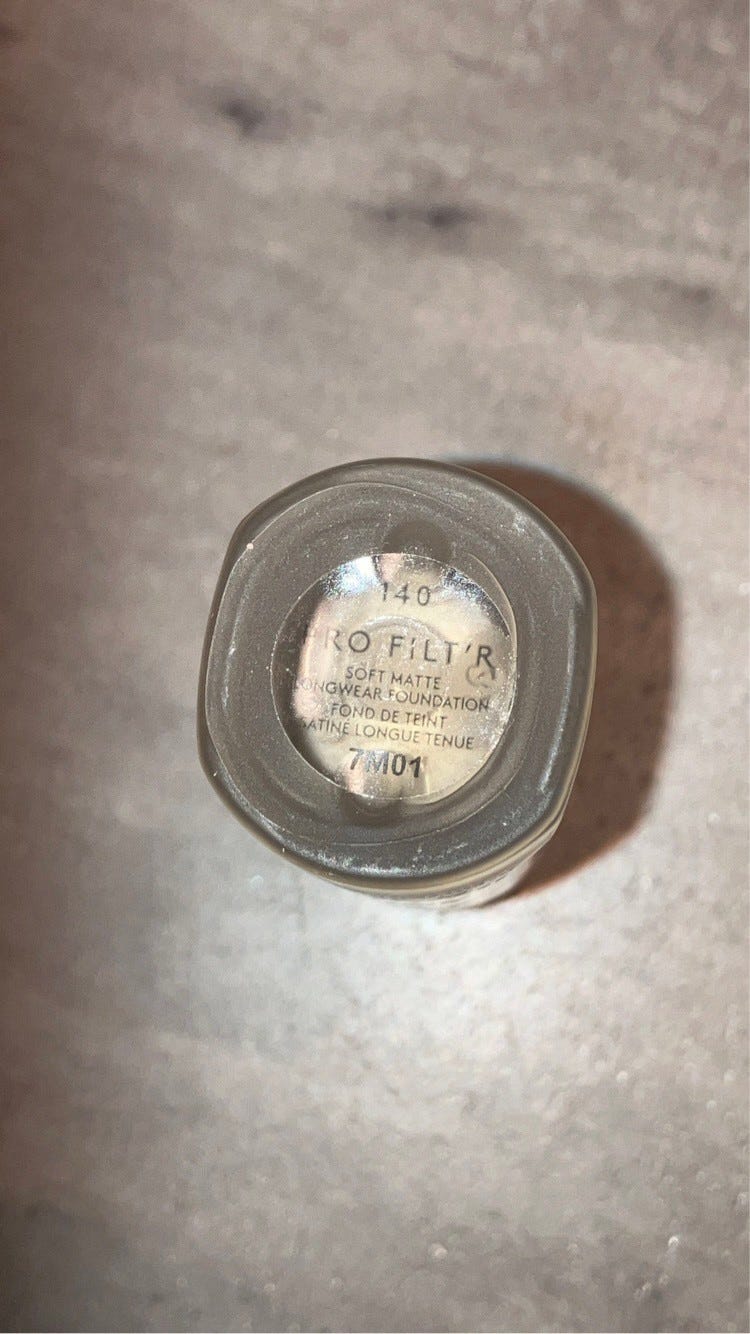 140
PRO FILT'R
SOFT MATTE
LONGWEAR FOUNDATION
FOND DE TEINT
SATINÉ LONGUE TENUE
7M01